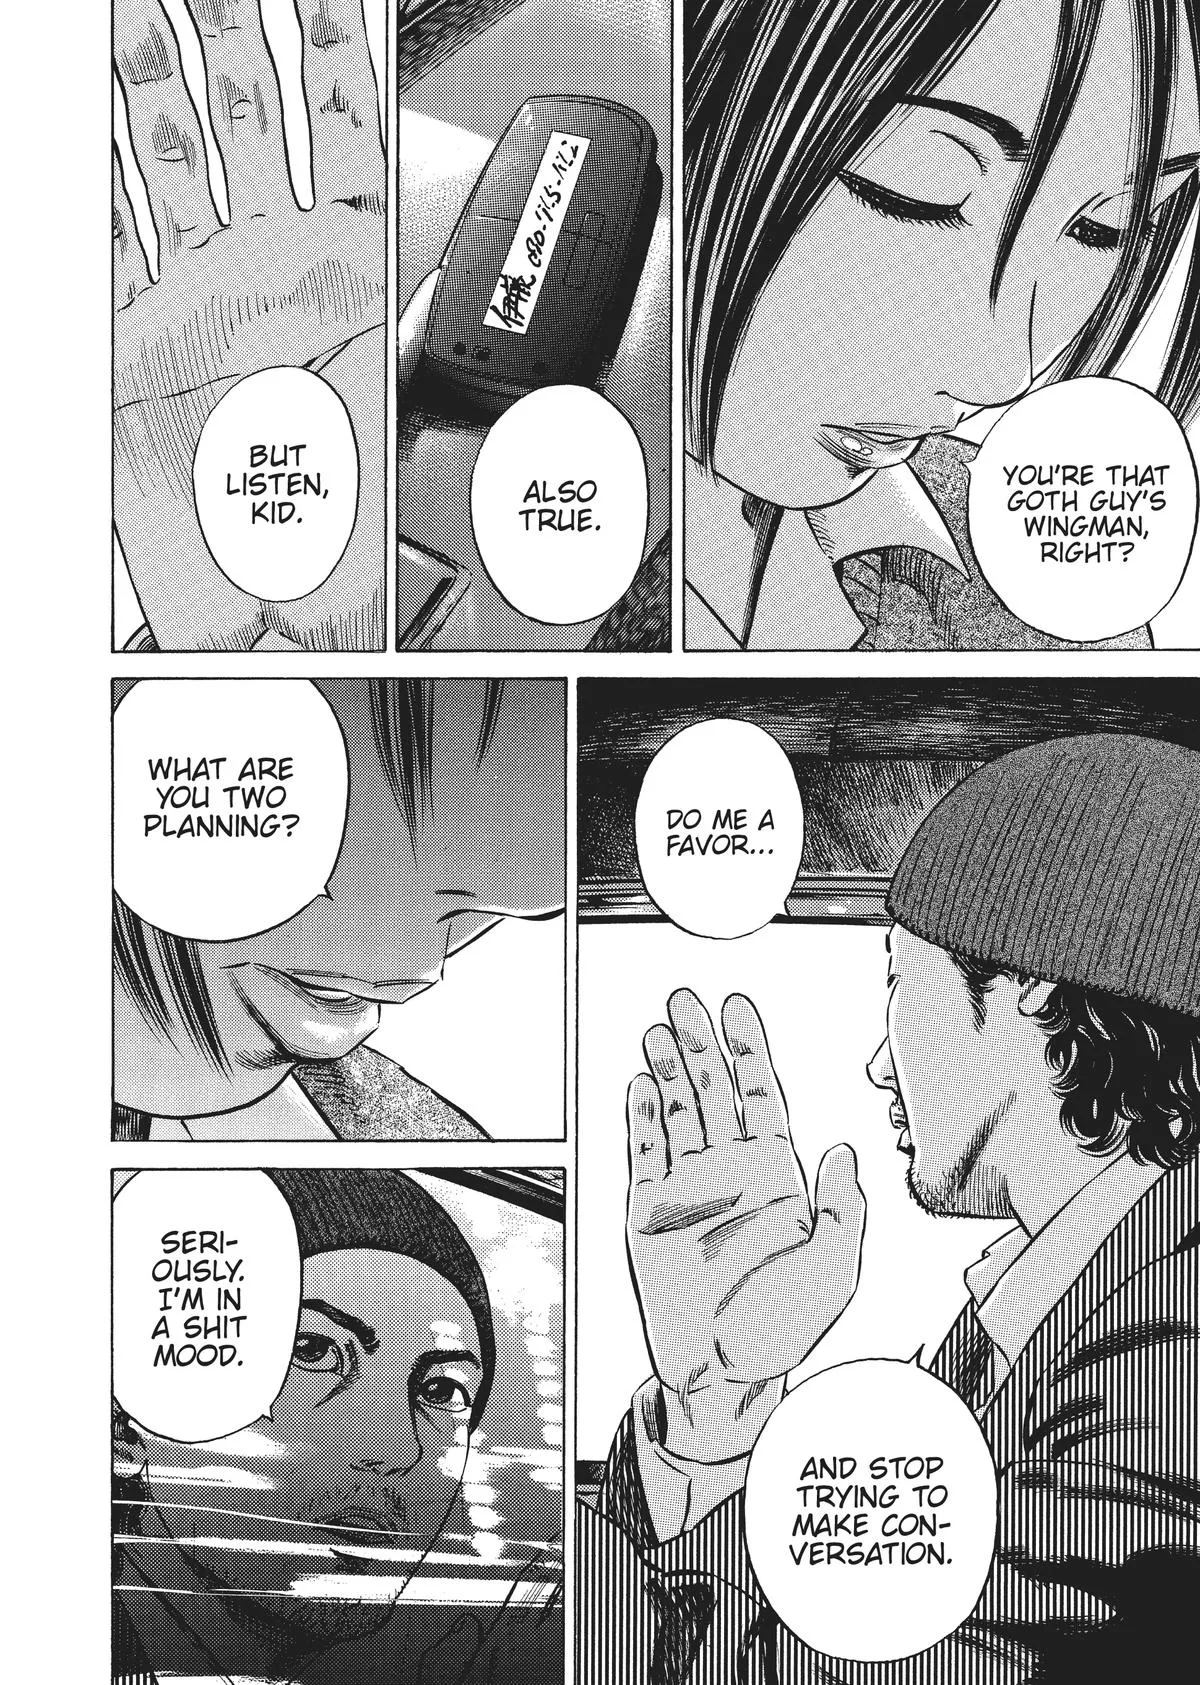 YOU'RE THAT
GOTH GUY'S
WINGMAN,
RIGHT?
ALSO
TRUE.
BUT
LISTEN,
KID.
DO ME A
FAVOR...
AND STOP
TRYING TO
MAKE CON-
VERSATION.
WHAT ARE
YOU TWO
PLANNING?
SERI-
OUSLY.
I'M IN
A SHIT
MOOD.